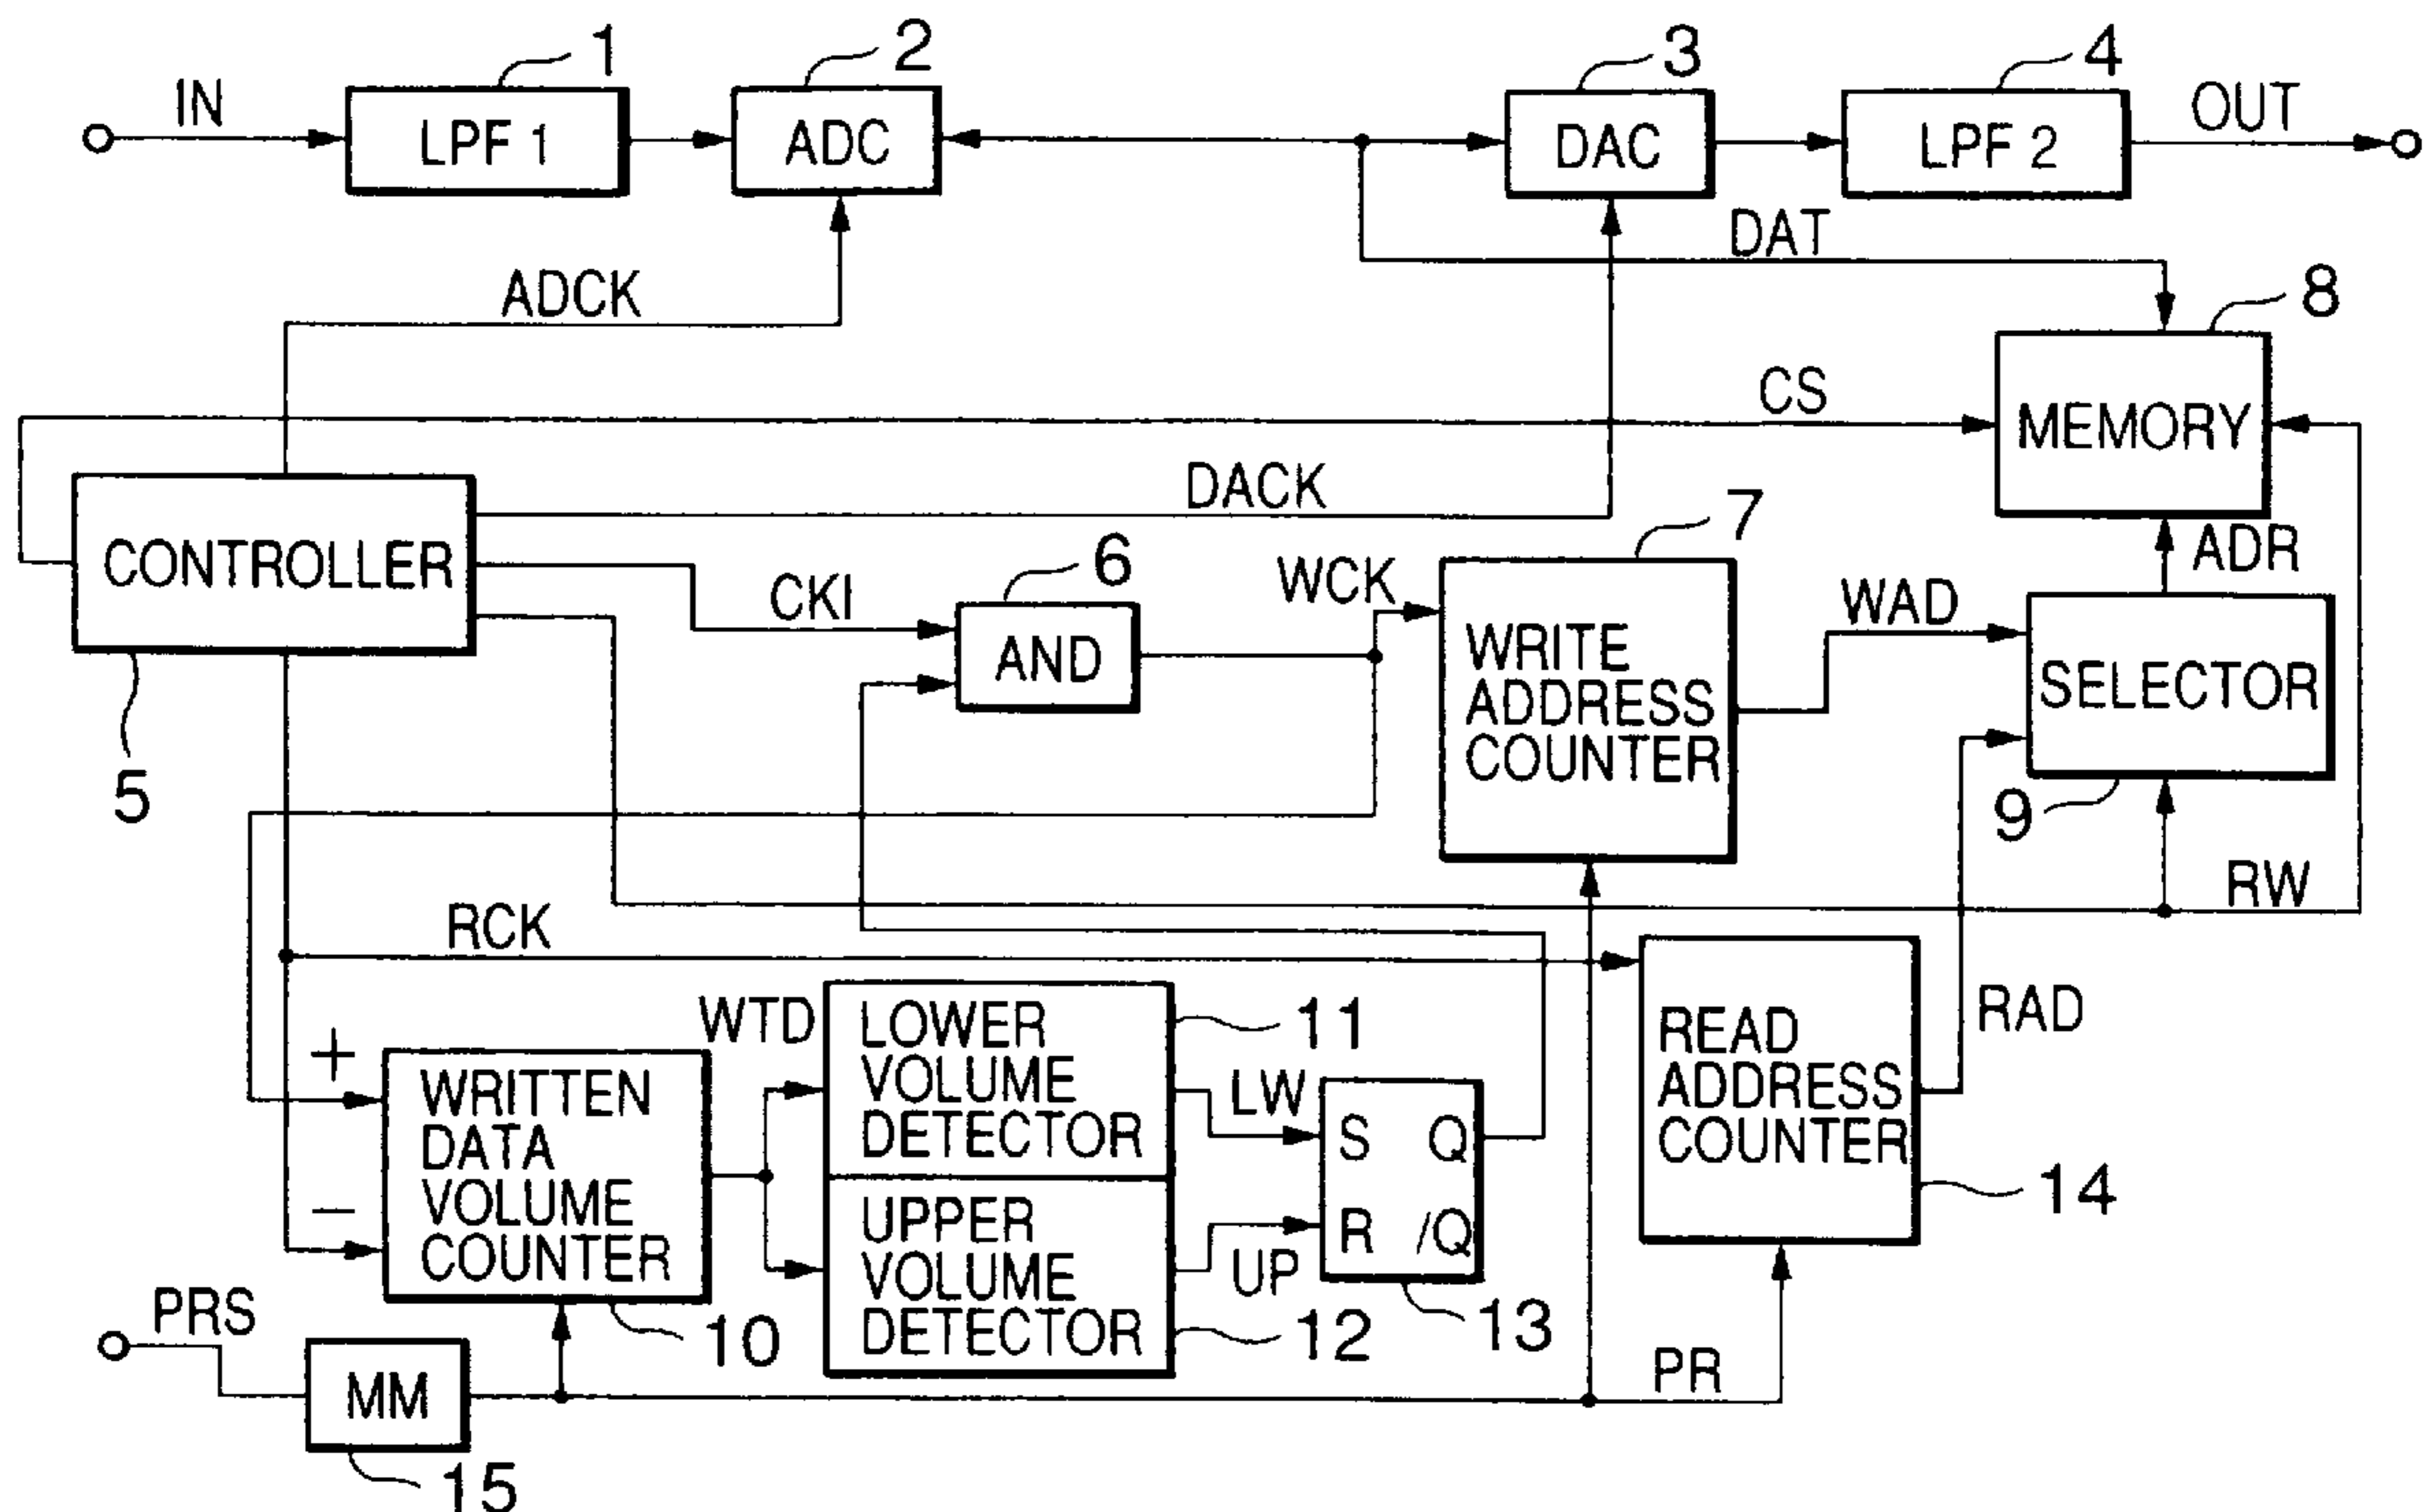 1
2
3
4
IN
LPF 1
ADC
DAC
LPF 2
OUT
DAT
ADCK
8
CS
MEMORY
DACK
7
CONTROLLER
6
WCK
ADR
CKI
WAD
AND
WRITE
ADDRESS
COUNTER
SELECTOR
5
9
RW
RCK
WTD
LOWER
VOLUME
DETECTOR
11
READ
ADDRESS
COUNTER
RAD
+
WRITTEN
DATA
VOLUME
COUNTER
−
LW
S Q
R /Q
UP
14
UPPER
VOLUME
DETECTOR
PRS
10
12
13
PR
MM
15